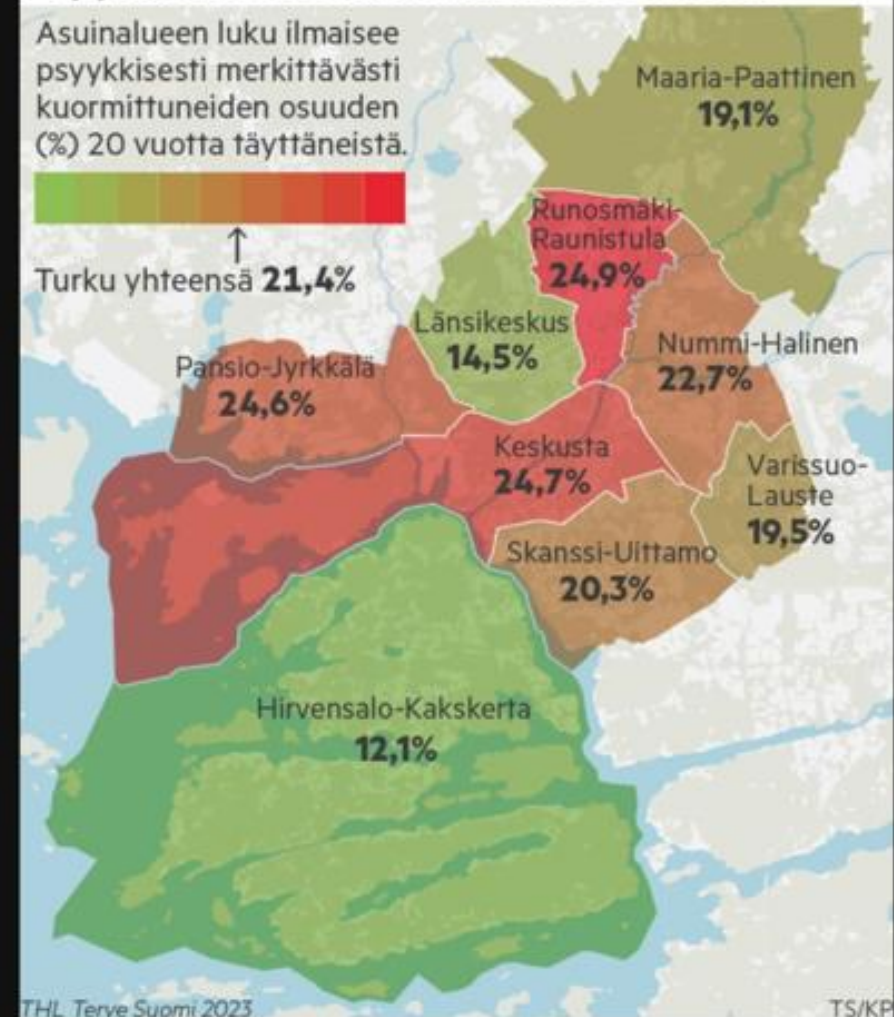 Asuinalueen luku ilmaisee
psyykkisesti merkittävästi
kuormittuneiden osuuden
(%) 20 vuotta täyttäneistä.
Turku yhteensä 21,4%
Maaria-Paattinen
19,1%
Runosmäki-
Raunistula
24,9%
Länsikeskus
14,5%
Nummi-Halinen
22,7%
Pansio-Jyrkkälä
24,6%
Keskusta
24,7%
Varissuo-
Lauste
19,5%
Skanssi-Uittamo
20,3%
Hirvensalo-Kakskerta
12,1%
THL Terve Suomi 2023
TS/KP